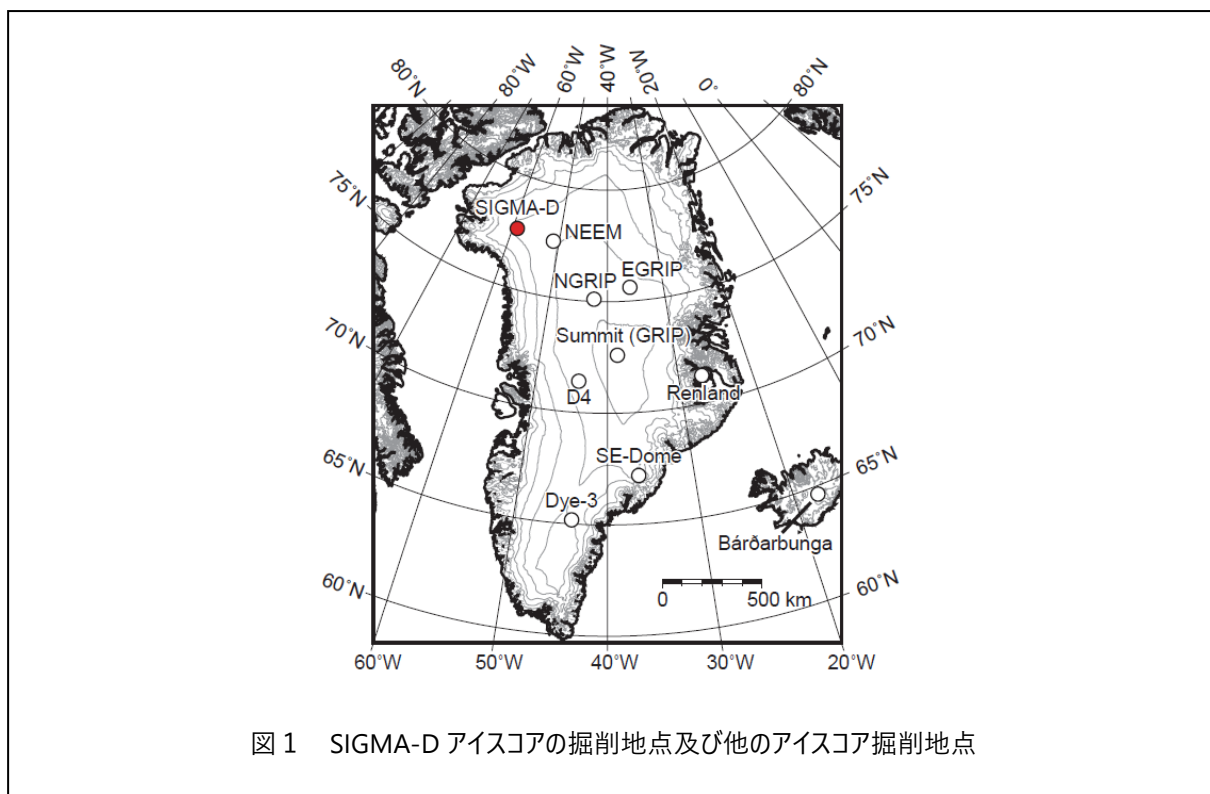 80°N 80°W 60°W 40°W 20°W 0° 80°N
75°N 75°N
SIGMA-D
NEEM
NGRIP EGRIP
70°N Summit (GRIP) 70°N
D4 Renland
65°N SE-Dome 65°N
Dye-3
Bárðarbunga
60°N 0 500 km 60°N
60°W 50°W 40°W 30°W 20°W
図 1 SIGMA-D アイスコアの掘削地点及び他のアイスコア掘削地点